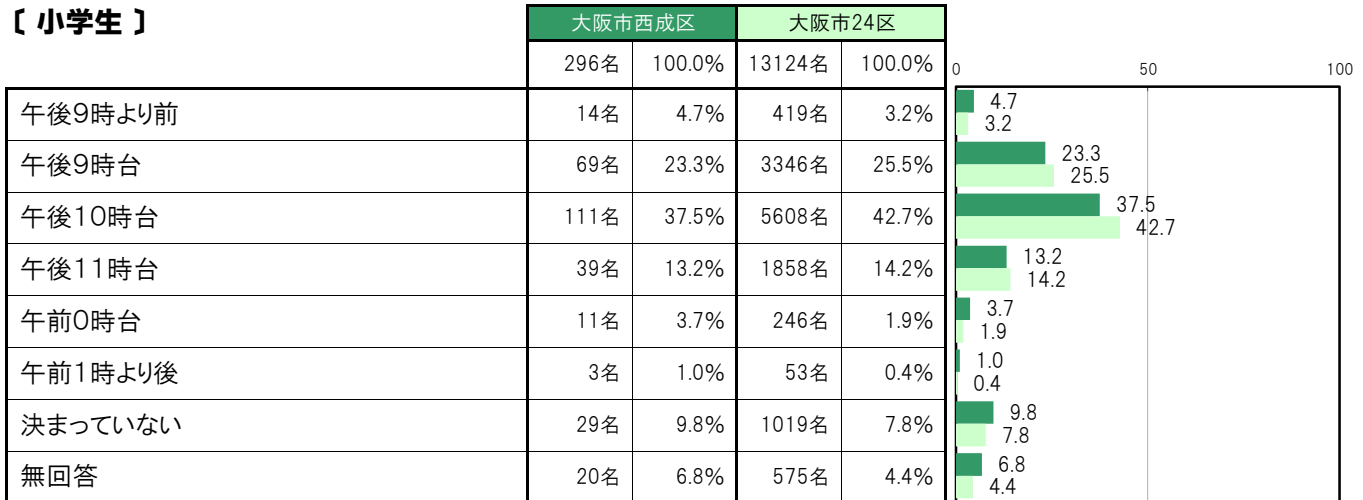 〔 小学生 〕
大阪市西成区 大阪市24区
296名 100.0% 13124名 100.0%
0 50 100
午後9時より前 14名 4.7% 419名 3.2% 4.7
3.2
午後9時台 69名 23.3% 3346名 25.5% 23.3
25.5
午後10時台 111名 37.5% 5608名 42.7% 37.5
42.7
午後11時台 39名 13.2% 1858名 14.2% 13.2
14.2
午前0時台 11名 3.7% 246名 1.9% 3.7
1.9
午前1時より後 3名 1.0% 53名 0.4% 1.0
0.4
決まっていない 29名 9.8% 1019名 7.8% 9.8
7.8
無回答 20名 6.8% 575名 4.4% 6.8
4.4